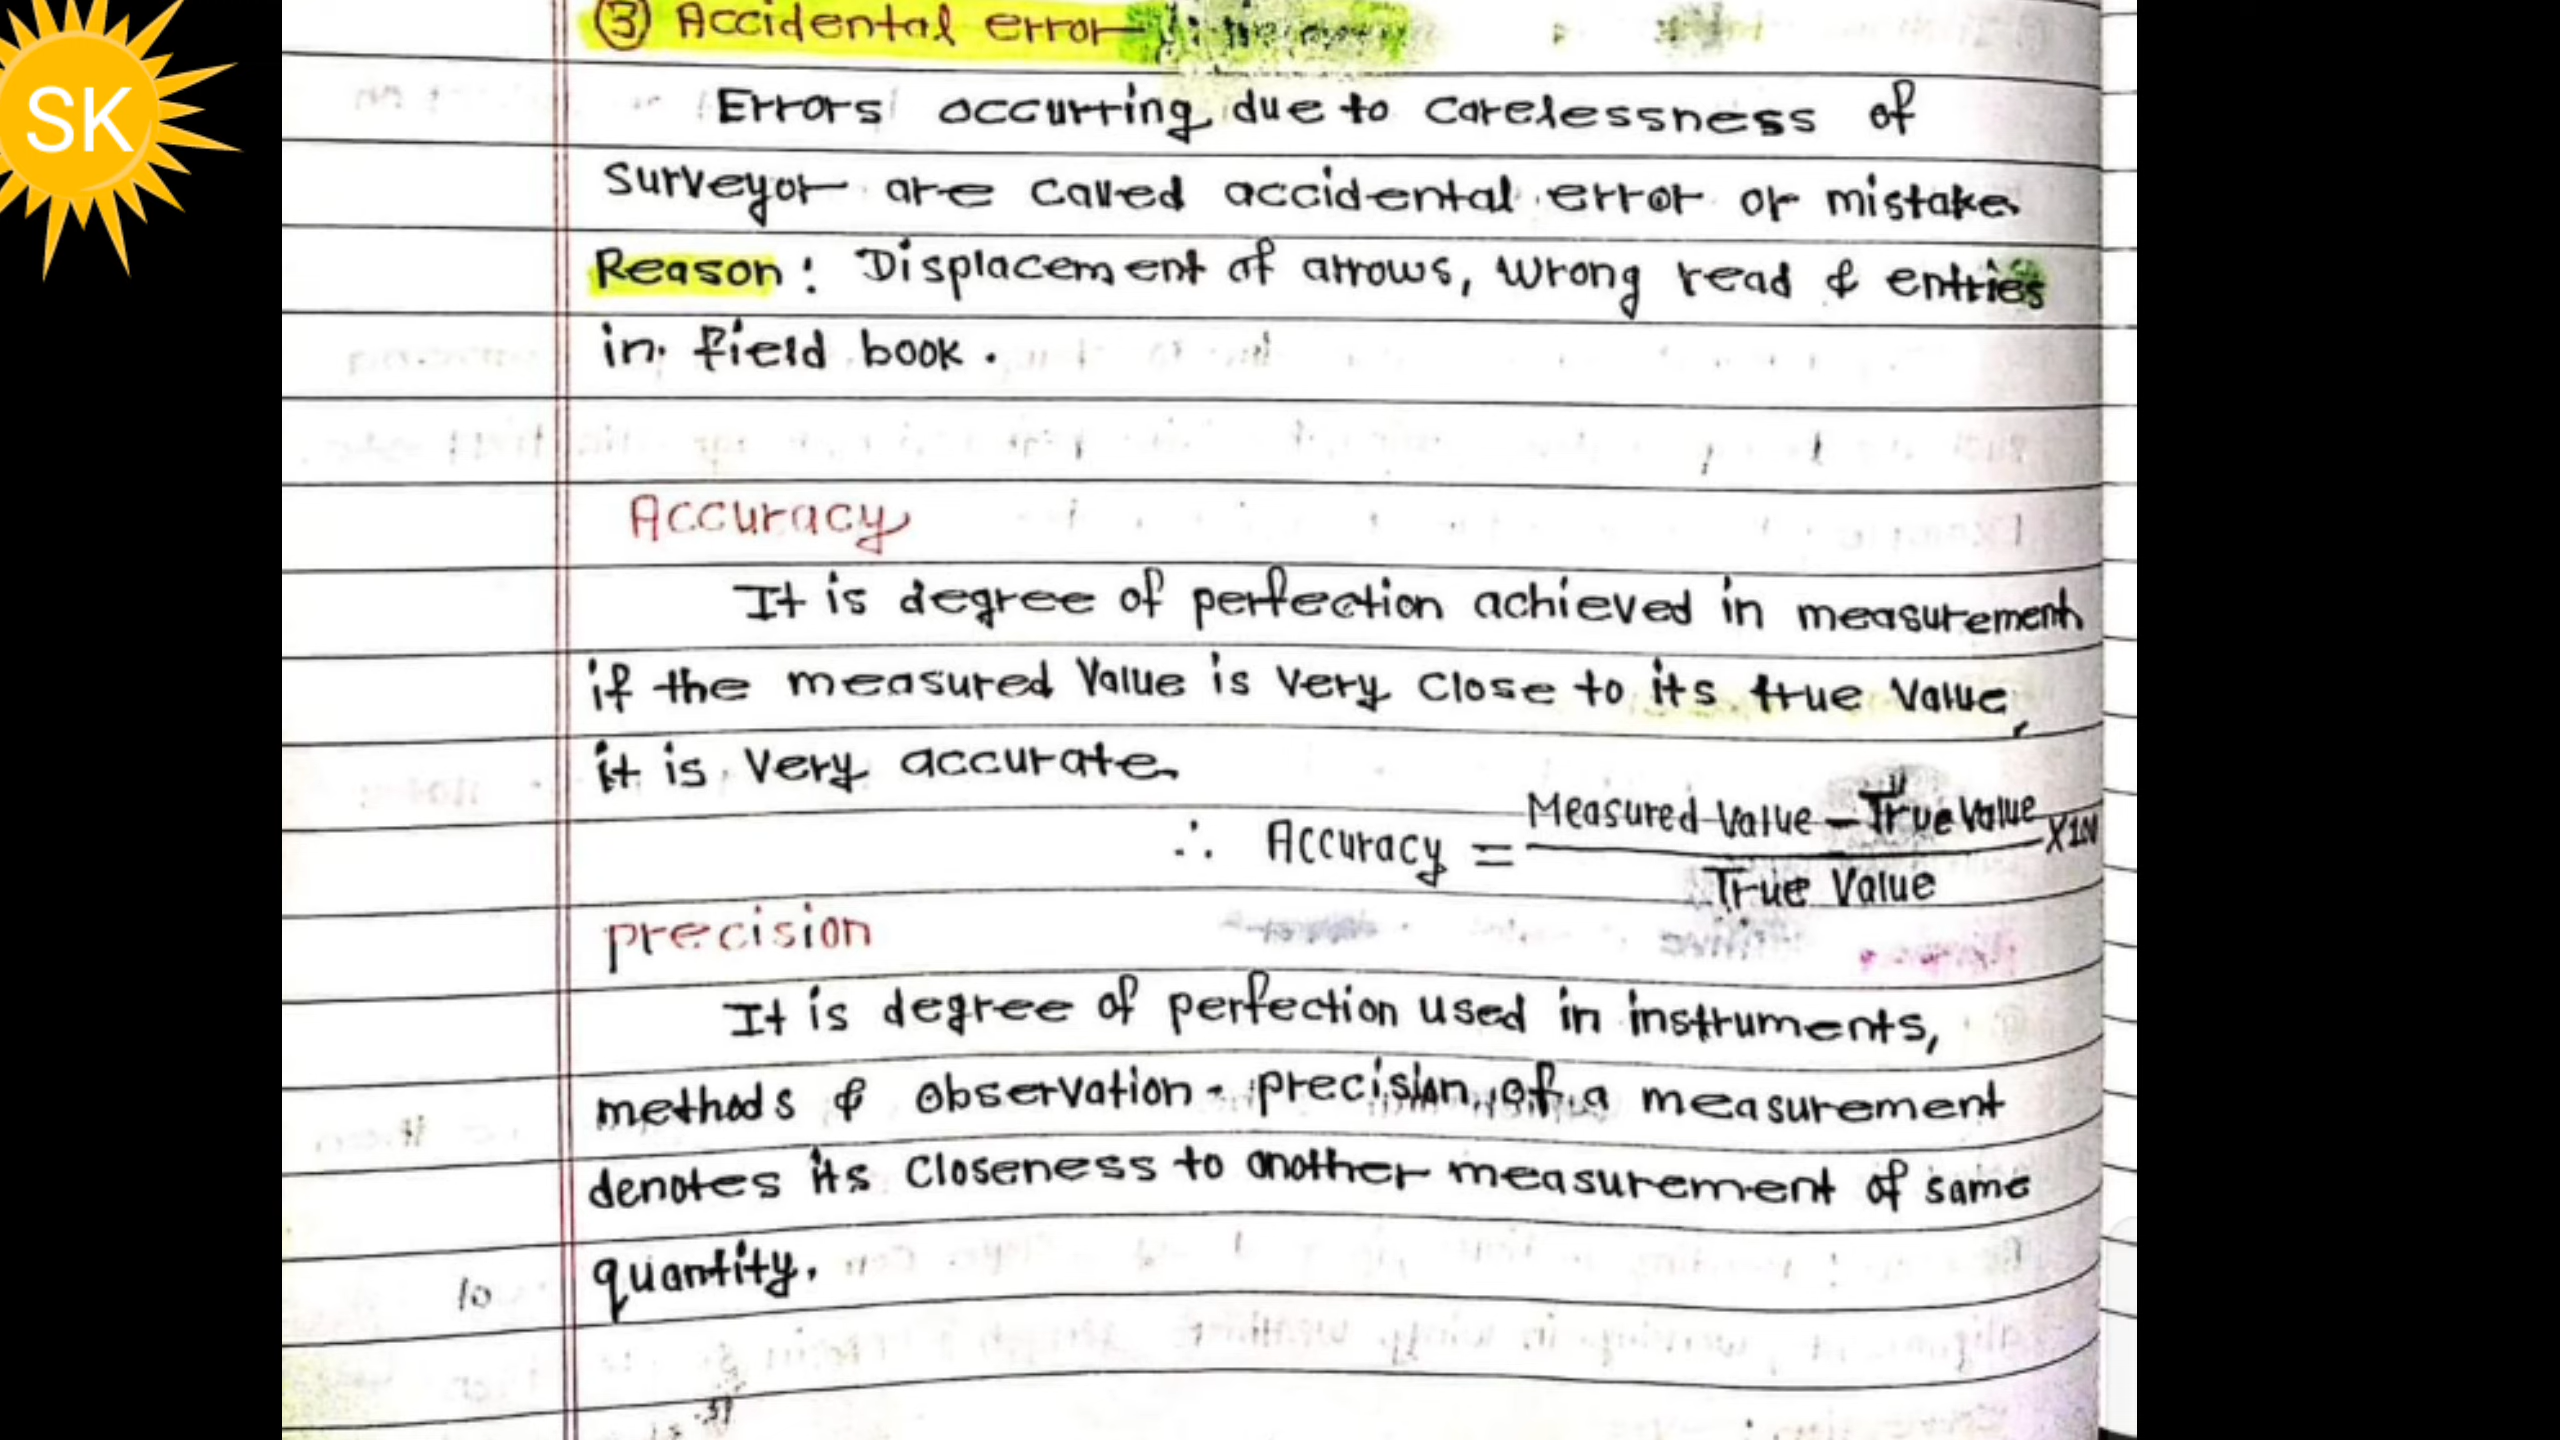 SK
③ Accidental error
Errors occurring due to carelessness of
surveyor are called accidental error or mistake
Reason : Displacement of arrows, wrong read & entries
in field book.
Accuracy
It is degree of perfection achieved in measurement
if the measured value is very close to its true value,
it is very accurate.
∴ Accuracy = Measured value - True value X100
True Value
precision
It is degree of perfection used in instruments,
methods & observation. precision of a measurement
denotes its closeness to another measurement of same
quantity.
10